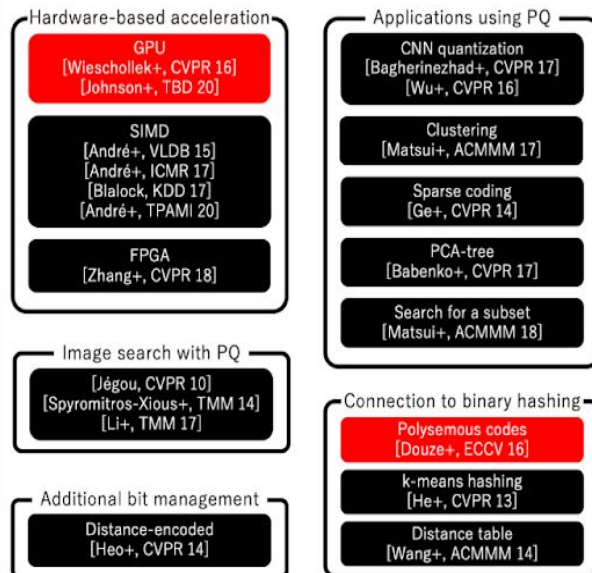 Hardware-based acceleration
GPU
[Wieschollek+, CVPR 16]
[Johnson+, TBD 20]
SIMD
[André+, VLDB 15]
[André+, ICMR 17]
[Blalock, KDD 17]
[André+, TPAMI 20]
FPGA
[Zhang+, CVPR 18]
Image search with PQ
[Jégou, CVPR 10]
[Spyromitros-Xious+, TMM 14]
[Li+, TMM 17]
Additional bit management
Distance-encoded
[Heo+, CVPR 14]
Applications using PQ
CNN quantization
[Bagherinezhad+, CVPR 17]
[Wu+, CVPR 16]
Clustering
[Matsui+, ACMMM 17]
Sparse coding
[Ge+, CVPR 14]
PCA-tree
[Babenko+, CVPR 17]
Search for a subset
[Matsui+, ACMMM 18]
Connection to binary hashing
Polysemous codes
[Douze+, ECCV 16]
k-means hashing
[He+, CVPR 13]
Distance table
[Wang+, ACMMM 14]